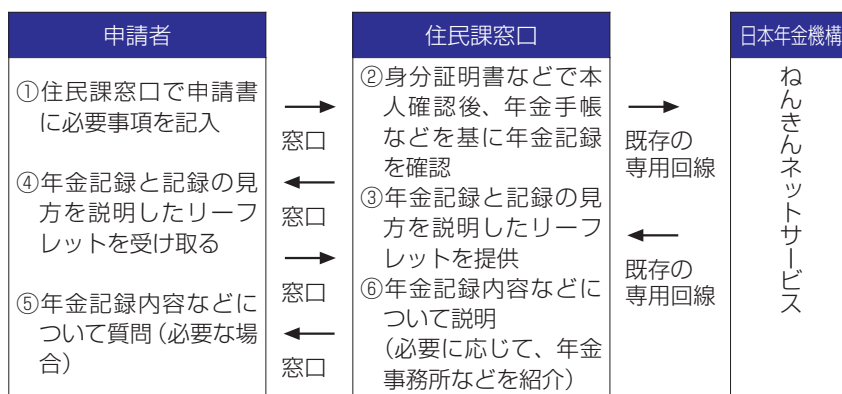 申請者
①住民課窓口で申請書
に必要事項を記入
④年金記録と記録の見
方を説明したリーフ
レットを受け取る
⑤年金記録内容などに
ついて質問(必要な場
合)
窓口
窓口
窓口
窓口
住民課窓口
②身分証明書などで本
人確認後、年金手帳
などを基に年金記録
を確認
③年金記録と記録の見
方を説明したリーフ
レットを提供
⑥年金記録内容などに
ついて説明
(必要に応じて、年金
事務所などを紹介)
既存の
専用回線
既存の
専用回線
日本年金機構
ねんきんネットサービス